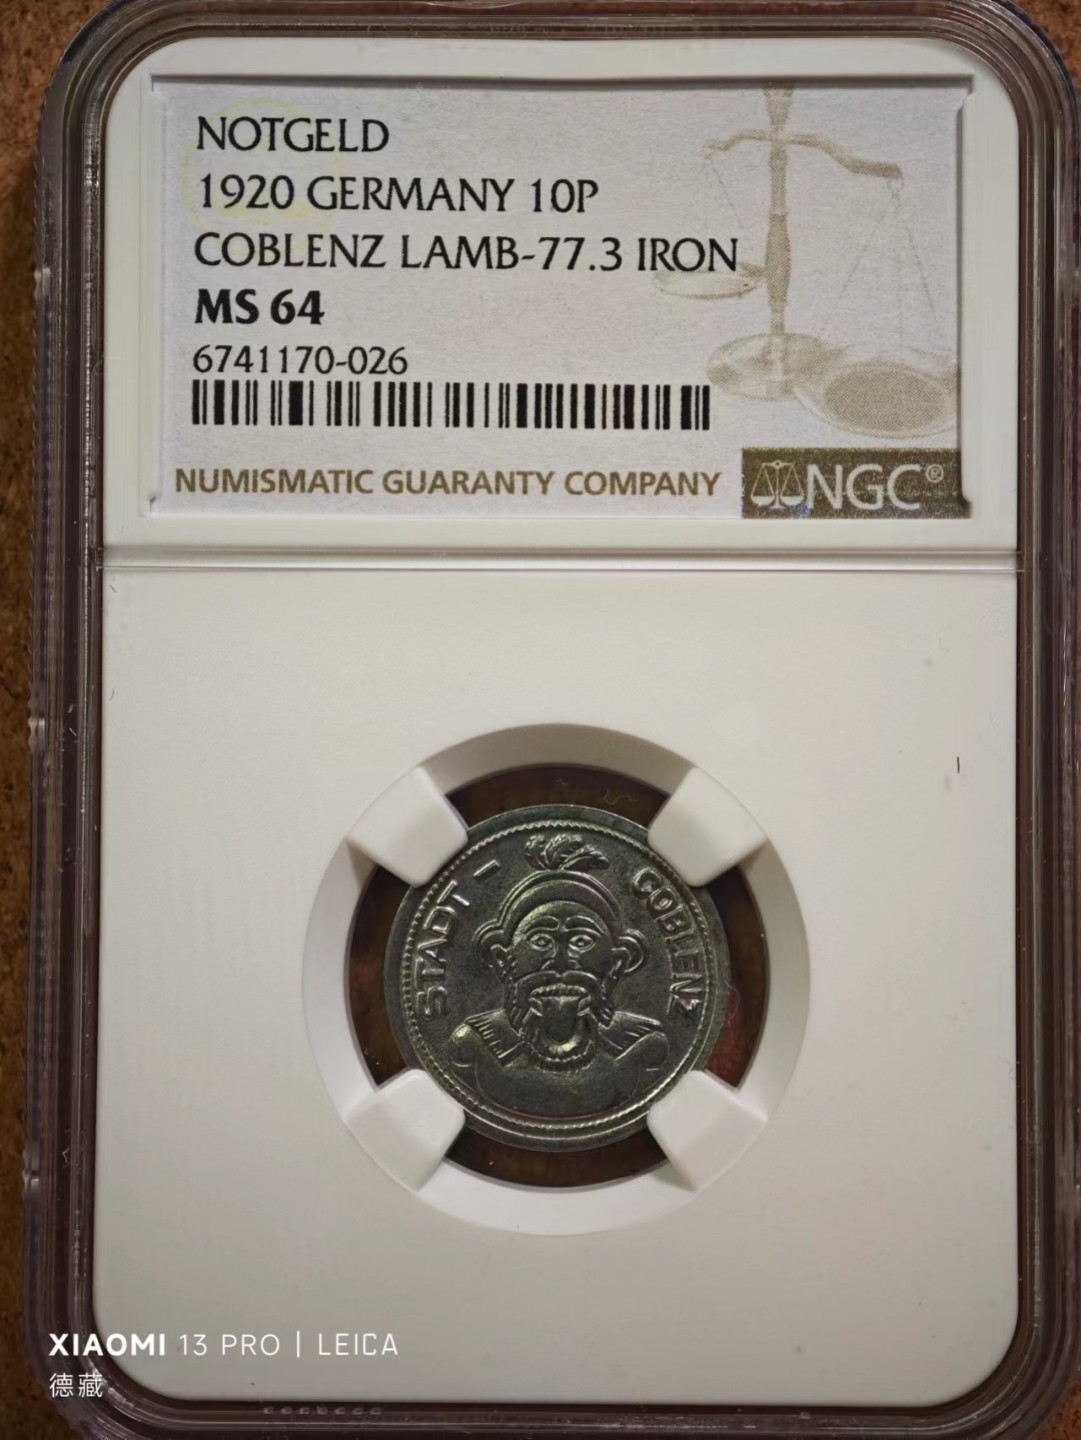 NOTGELD
1920 GERMANY 10P
COBLENZ LAMB-77.3 IRON
MS 64
6741170-026
NUMISMATIC GUARANTY COMPANY
NGC®
STADT - COBLENZ
XIAOMI 13 PRO | LEICA
德藏